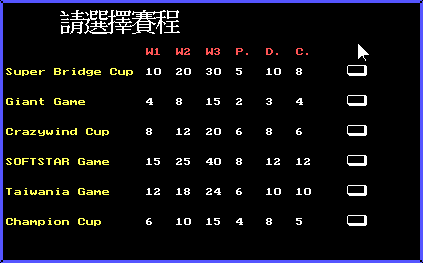 請選擇賽程
W1 W2 W3 P. D. C.
Super Bridge Cup 10 20 30 5 10 8
Giant Game 4 8 15 2 3 4
Crazywind Cup 8 12 20 6 8 6
SOFTSTAR Game 15 25 40 8 12 12
Taiwania Game 12 18 24 6 10 10
Champion Cup 6 10 15 4 8 5